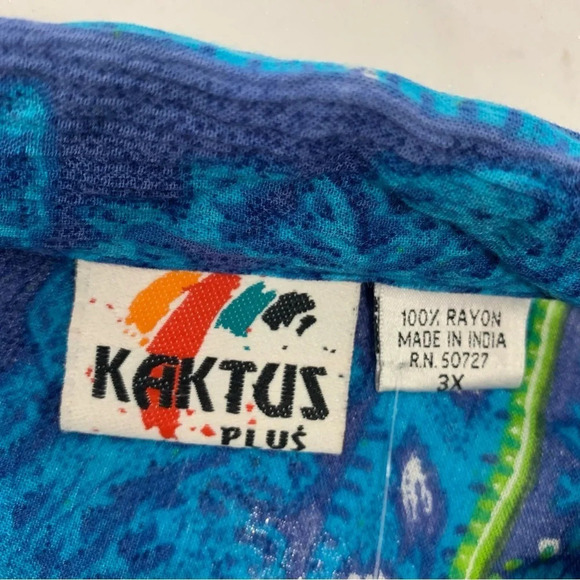 KAKTUS
PLUS
100% RAYON
MADE IN INDIA
R.N. 50727
3X